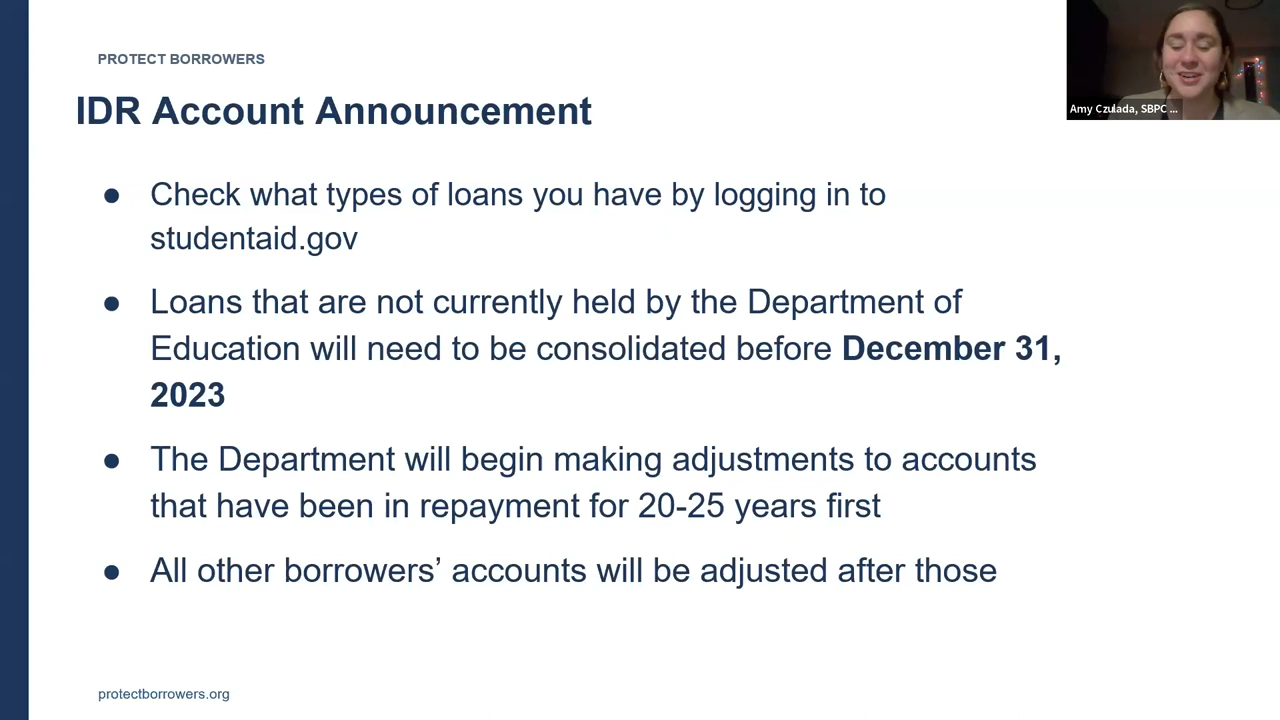 PROTECT BORROWERS
IDR Account Announcement
● Check what types of loans you have by logging in to
studentaid.gov
● Loans that are not currently held by the Department of
Education will need to be consolidated before December 31,
2023
● The Department will begin making adjustments to accounts
that have been in repayment for 20-25 years first
● All other borrowers’ accounts will be adjusted after those
protectborrowers.org
Amy Czulada, SBPC ...